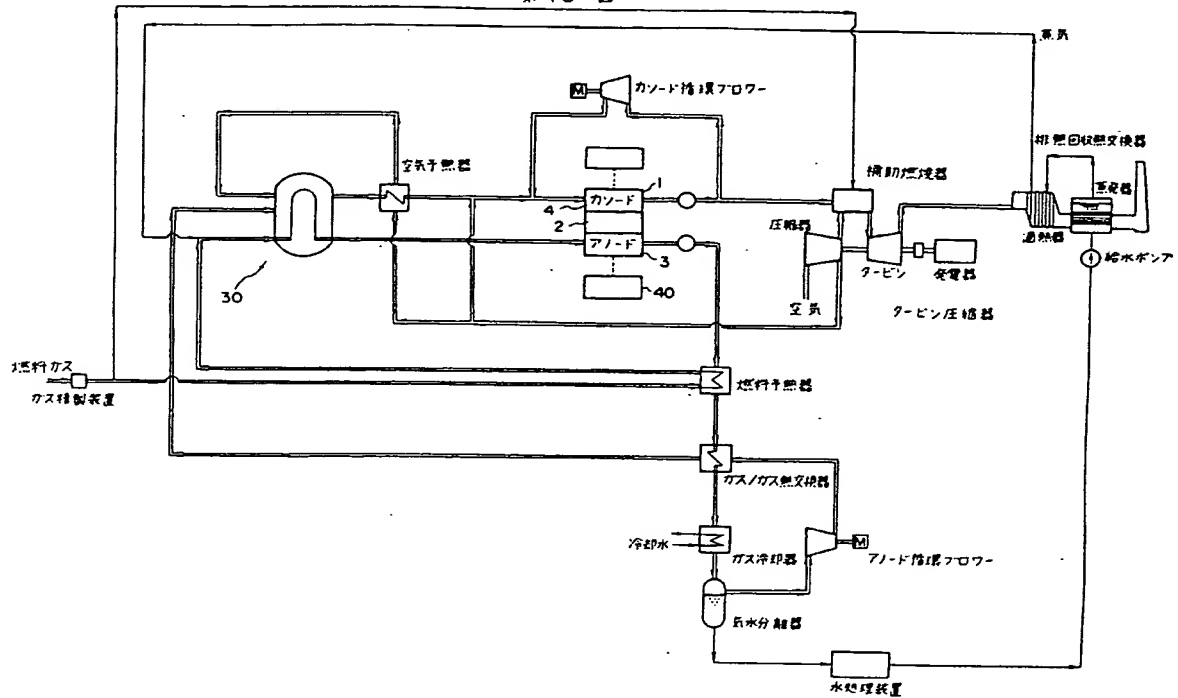 蒸気
カソード循環ブロワー
M
空気予熱器
排熱回収熱交換器
蒸発器
補助燃焼器
カソード
1
4
2
アノード
3
圧縮器
過熱器
タービン
発電器
給水ポンプ
30
40
空気
タービン圧縮器
燃料ガス
ガス精製装置
燃料予熱器
ガス/ガス熱交換器
冷却水
ガス冷却器
M
アノード循環ブロワー
気水分離器
水処理装置